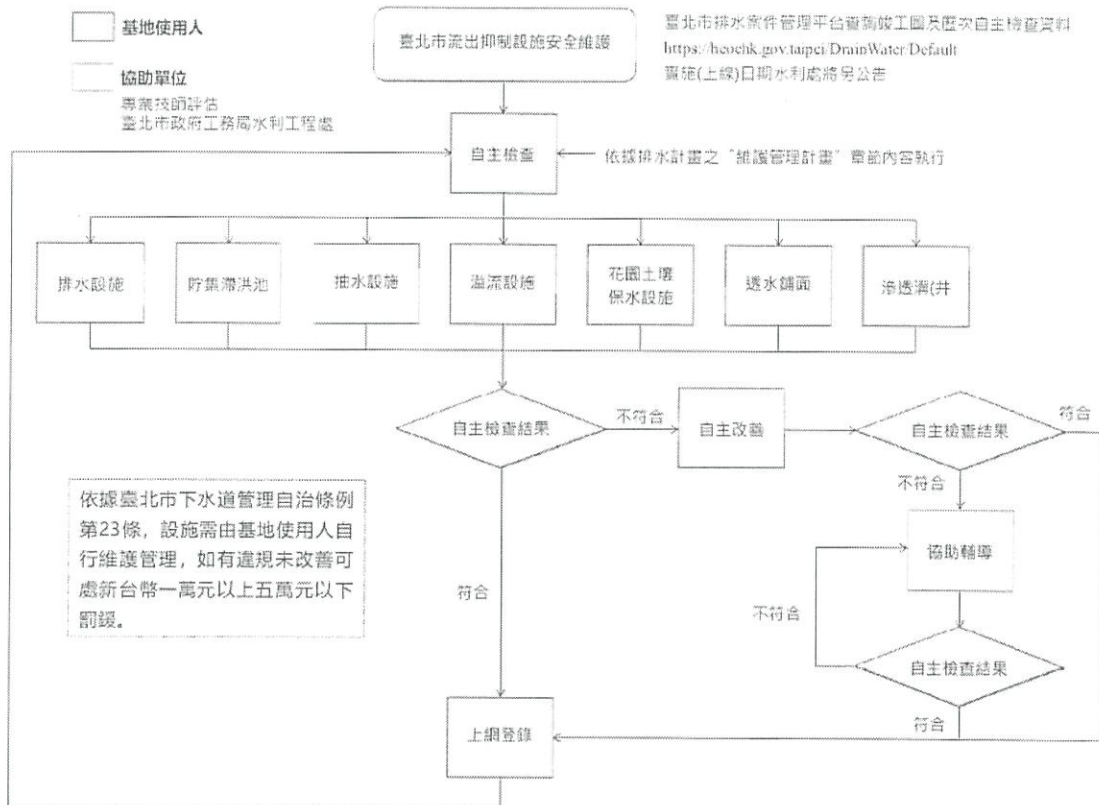 基地使用人
協助單位
專業技師評估
臺北市政府工務局水利工程處
臺北市流出抑制設施安全維護
臺北市排水案件管理平台查詢竣工圖及歷次自主檢查資料
https://heochk.gov.taipei/DrainWater/Default
實施(上線)日期水利處將另公告
自主檢查
依據排水計畫之“維護管理計畫”章節內容執行
排水設施
貯集滯洪池
抽水設施
溢流設施
花園土壤
保水設施
透水鋪面
滲透溝(井
自主檢查結果
不符合
自主改善
自主檢查結果
符合
不符合
依據臺北市下水道管理自治條例
第23條，設施需由基地使用人自
行維護管理，如有違規未改善可
處新台幣一萬元以上五萬元以下
罰鍰。
協助輔導
符合
不符合
自主檢查結果
符合
上網登錄